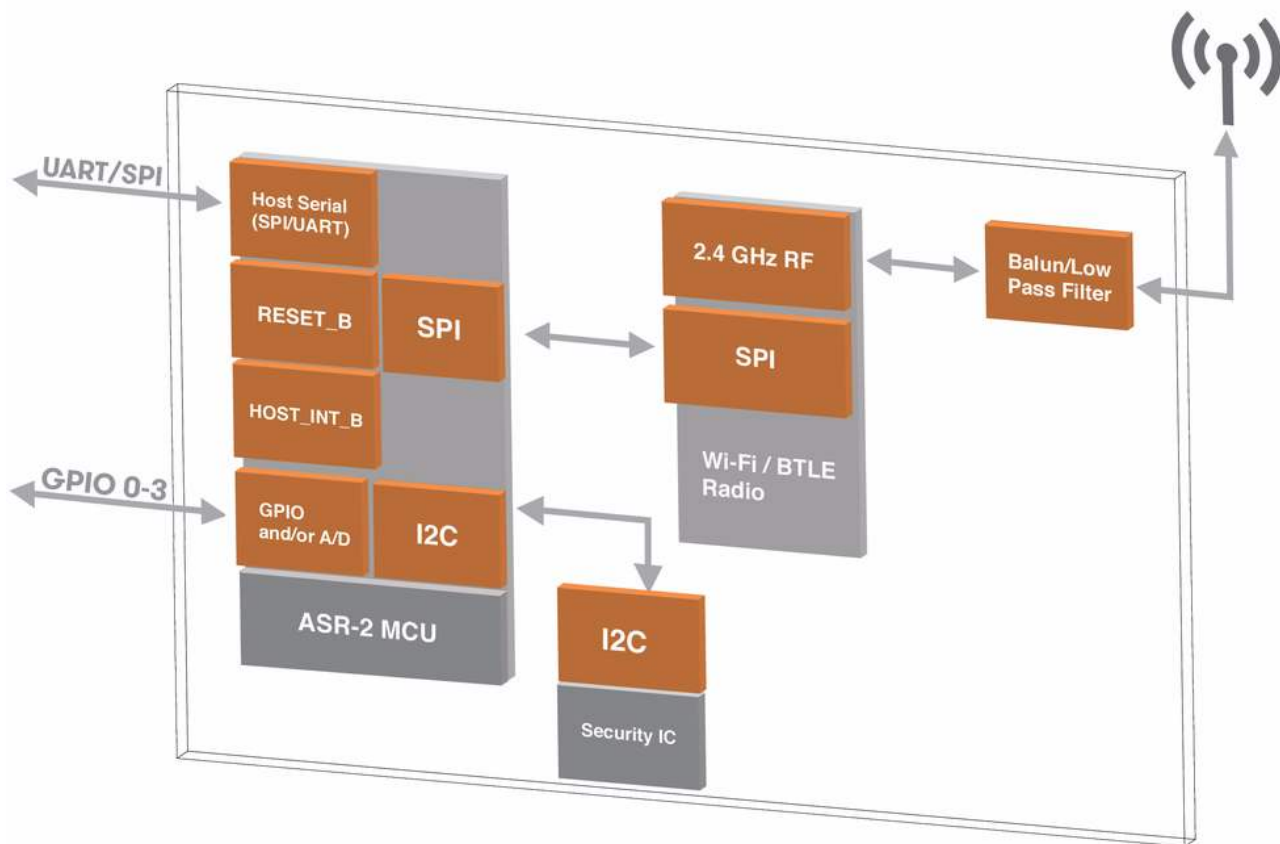 UART/SPI
Host Serial
(SPI/UART)
RESET_B
SPI
HOST_INT_B
GPIO 0-3
GPIO
and/or A/D
I2C
ASR-2 MCU
2.4 GHz RF
SPI
Wi-Fi / BTLE
Radio
Balun/Low
Pass Filter
I2C
Security IC